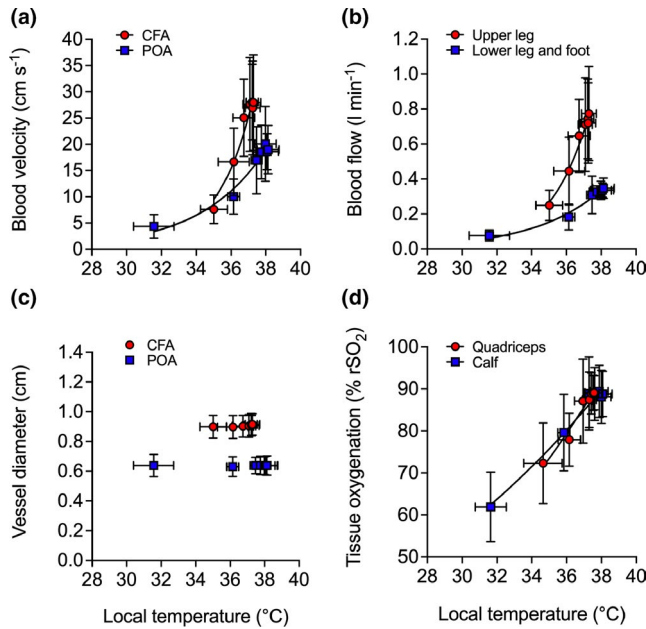 (a)
CFA
POA
Blood velocity (cm s⁻¹)
40
35
30
25
20
15
10
5
0
28 30 32 34 36 38 40
(b)
Upper leg
Lower leg and foot
Blood flow (l min⁻¹)
1.2
1.0
0.8
0.6
0.4
0.2
0.0
28 30 32 34 36 38 40
(c)
CFA
POA
Vessel diameter (cm)
1.4
1.2
1.0
0.8
0.6
0.4
0.2
0.0
28 30 32 34 36 38 40
Local temperature (°C)
(d)
Quadriceps
Calf
Tissue oxygenation (% rSO₂)
100
90
80
70
60
50
28 30 32 34 36 38 40
Local temperature (°C)